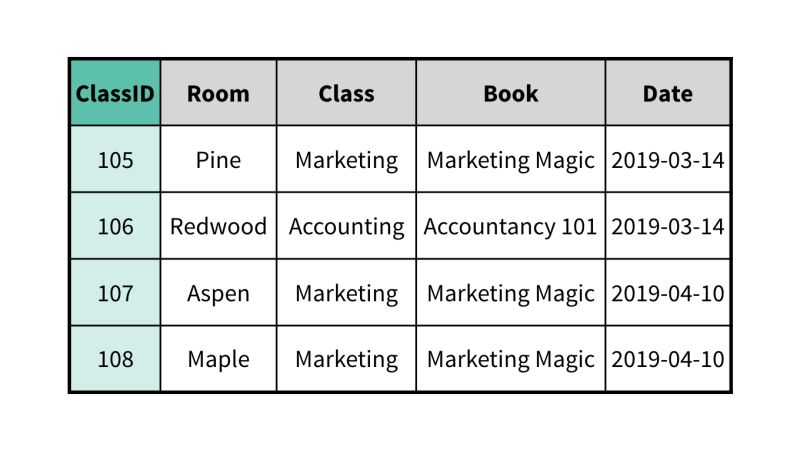 ClassID Room Class Book Date
105 Pine Marketing Marketing Magic 2019-03-14
106 Redwood Accounting Accountancy 101 2019-03-14
107 Aspen Marketing Marketing Magic 2019-04-10
108 Maple Marketing Marketing Magic 2019-04-10